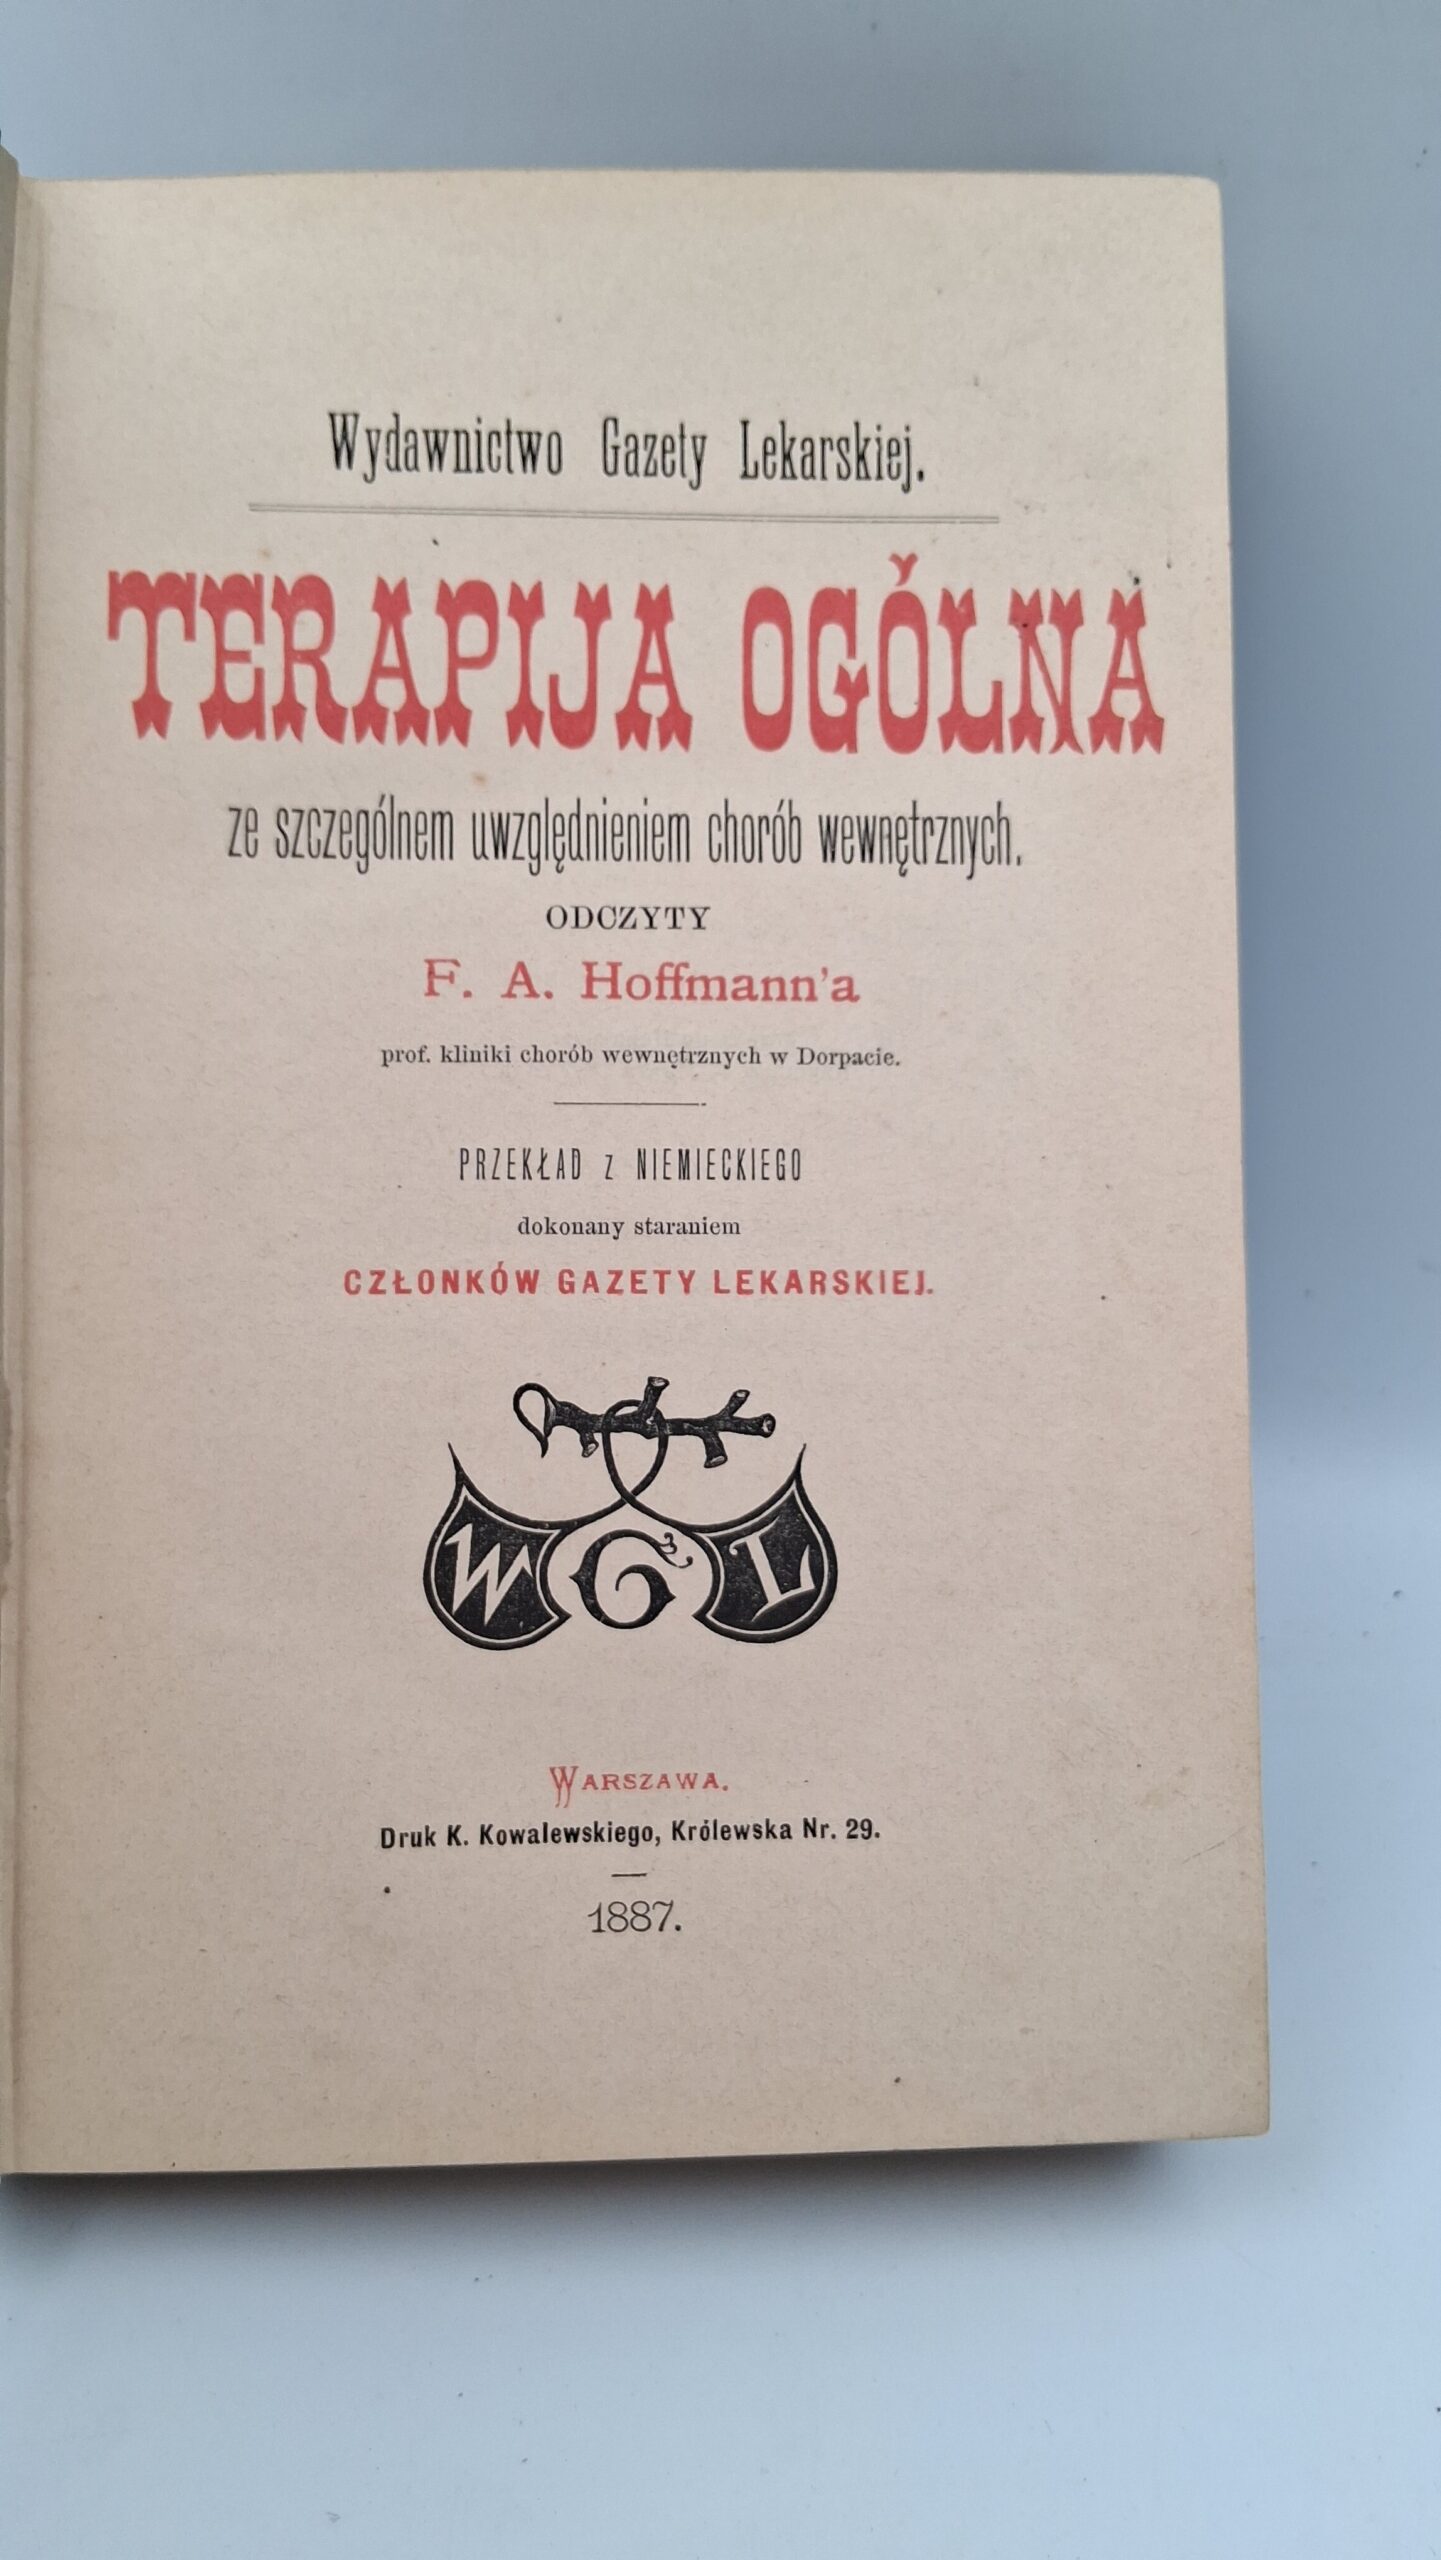 Wydawnictwo Gazety Lekarskiej.
TERAPIJA OGÓLNA
ze szczególnem uwzględnieniem chorób wewnętrznych.
ODCZYTY
F. A. Hoffmann'a
prof. kliniki chorób wewnętrznych w Dorpacie.
PRZEKŁAD z NIEMIECKIEGO
dokonany staraniem
CZŁONKÓW GAZETY LEKARSKIEJ.
W G L
WARSZAWA.
Druk K. Kowalewskiego, Królewska Nr. 29.
1887.